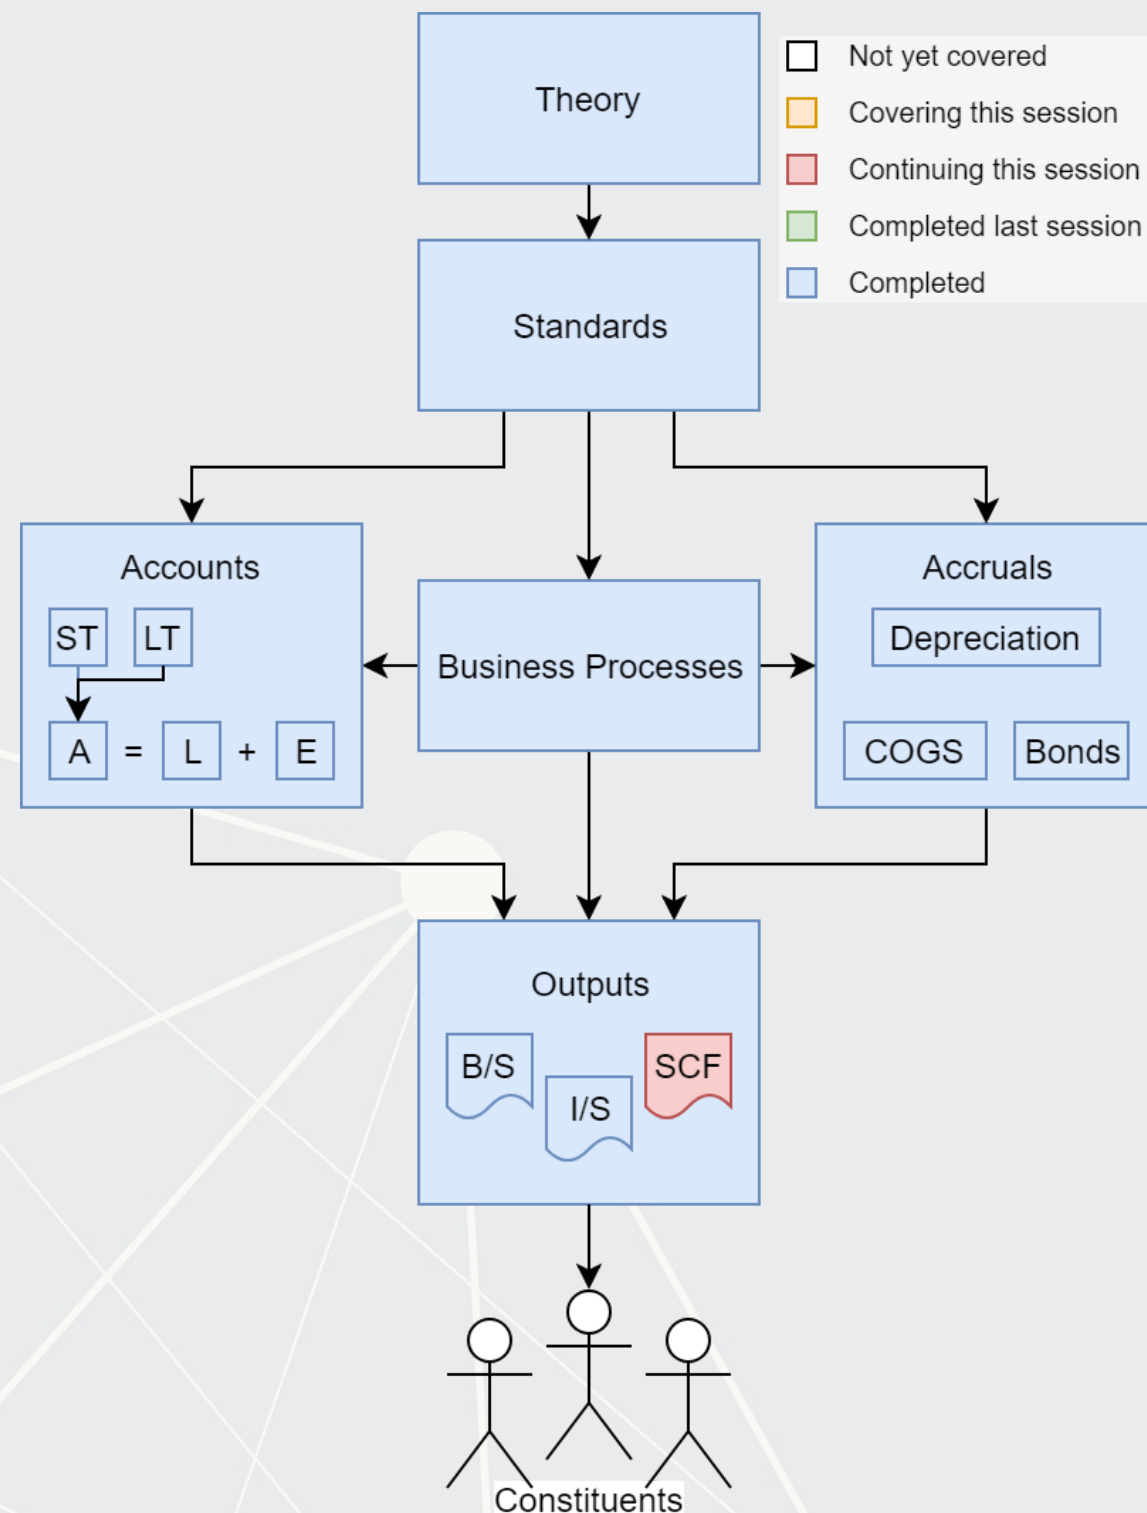 Theory
Not yet covered
Covering this session
Continuing this session
Completed last session
Completed
Standards
Accounts
ST LT
A = L + E
Business Processes
Accruals
Depreciation
COGS Bonds
Outputs
B/S
I/S
SCF
Constituents